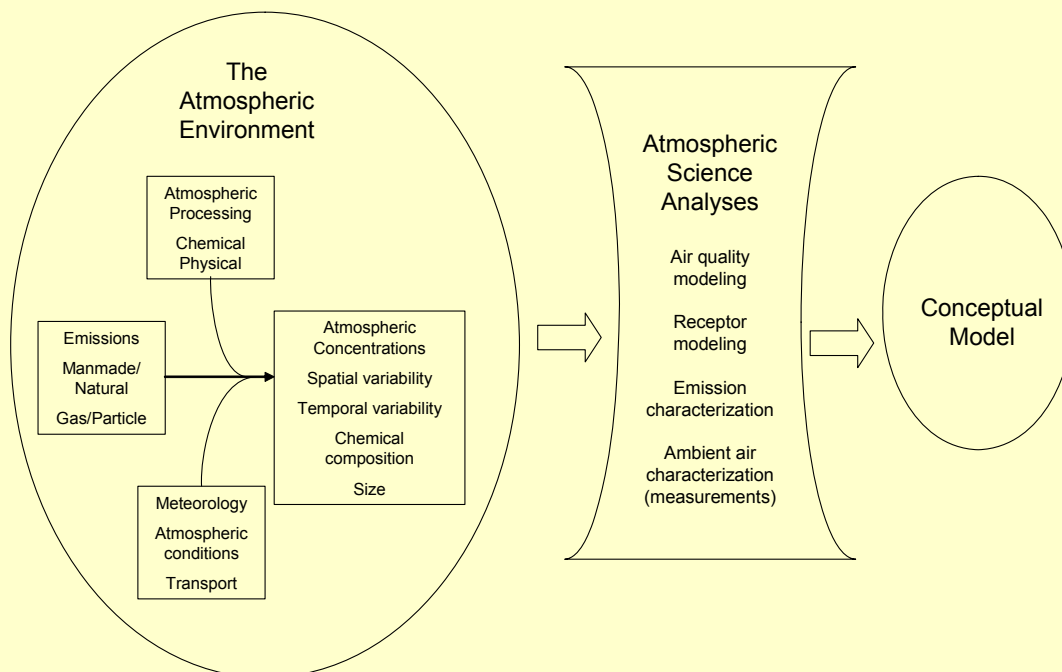 The
Atmospheric
Environment
Atmospheric
Processing
Chemical
Physical
Emissions
Manmade/
Natural
Gas/Particle
Atmospheric
Concentrations
Spatial variability
Temporal variability
Chemical
composition
Size
Meteorology
Atmospheric
conditions
Transport
Atmospheric
Science
Analyses
Air quality
modeling
Receptor
modeling
Emission
characterization
Ambient air
characterization
(measurements)
Conceptual
Model